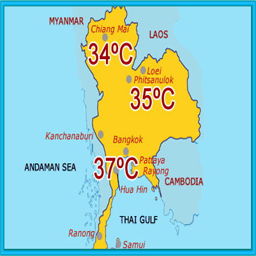 MYANMAR
Chiang Mai
LAOS
34ºC
Loei
Phitsanulok
35ºC
Kanchanaburi
Bangkok
ANDAMAN SEA
37ºC
Pattaya
Rayong
CAMBODIA
Hua Hin
THAI GULF
Ranong
Samui